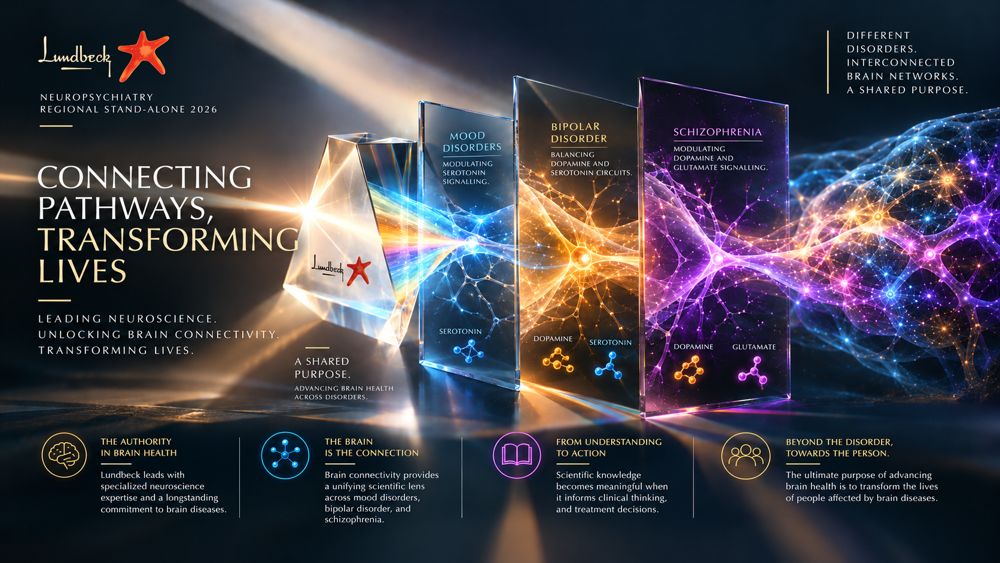 Lundbeck
NEUROPSYCHIATRY
REGIONAL STAND-ALONE 2026
DIFFERENT
DISORDERS.
INTERCONNECTED
BRAIN NETWORKS.
A SHARED PURPOSE.
CONNECTING
PATHWAYS,
TRANSFORMING
LIVES
LEADING NEUROSCIENCE.
UNLOCKING BRAIN CONNECTIVITY.
TRANSFORMING LIVES.
Lundbeck
A SHARED
PURPOSE.
ADVANCING BRAIN HEALTH
ACROSS DISORDERS.
MOOD
DISORDERS
MODULATING
SEROTONIN
SIGNALLING.
SEROTONIN
BIPOLAR
DISORDER
BALANCING
DOPAMINE AND
SEROTONIN CIRCUITS.
DOPAMINE
SEROTONIN
SCHIZOPHRENIA
MODULATING
DOPAMINE AND
GLUTAMATE SIGNALLING.
DOPAMINE
GLUTAMATE
THE AUTHORITY
IN BRAIN HEALTH
Lundbeck leads with
specialized neuroscience
expertise and a longstanding
commitment to brain diseases.
THE BRAIN
IS THE CONNECTION
Brain connectivity provides
a unifying scientific lens
across mood disorders,
bipolar disorder, and
schizophrenia.
FROM UNDERSTANDING
TO ACTION
Scientific knowledge
becomes meaningful when
it informs clinical thinking,
and treatment decisions.
BEYOND THE DISORDER,
TOWARDS THE PERSON.
The ultimate purpose of advancing
brain health is to transform the lives
of people affected by brain diseases.